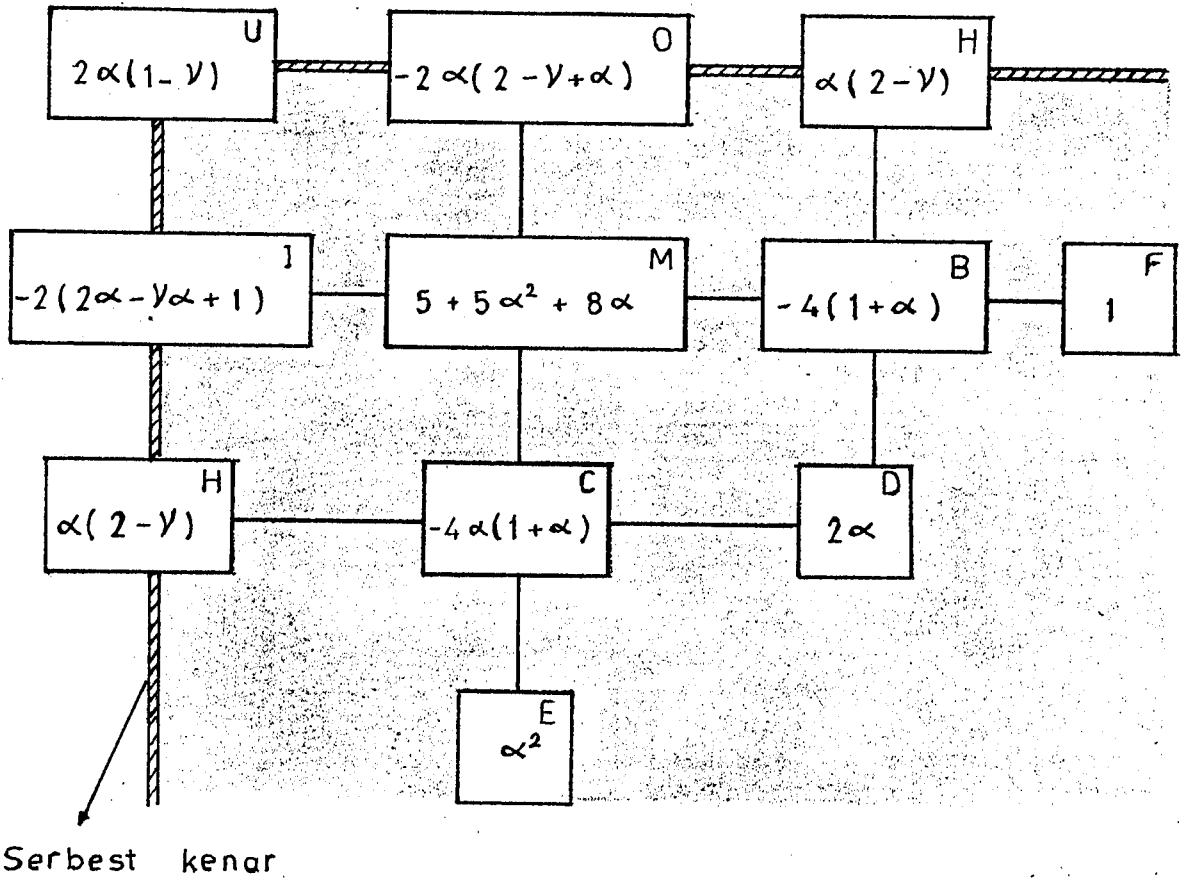 U
2α(1-ν)
O
-2α(2-ν+α)
H
α(2-ν)
I
-2(2α-να+1)
M
5+5α²+8α
B
-4(1+α)
F
1
H
α(2-ν)
C
-4α(1+α)
D
2α
E
α²
Serbest kenar